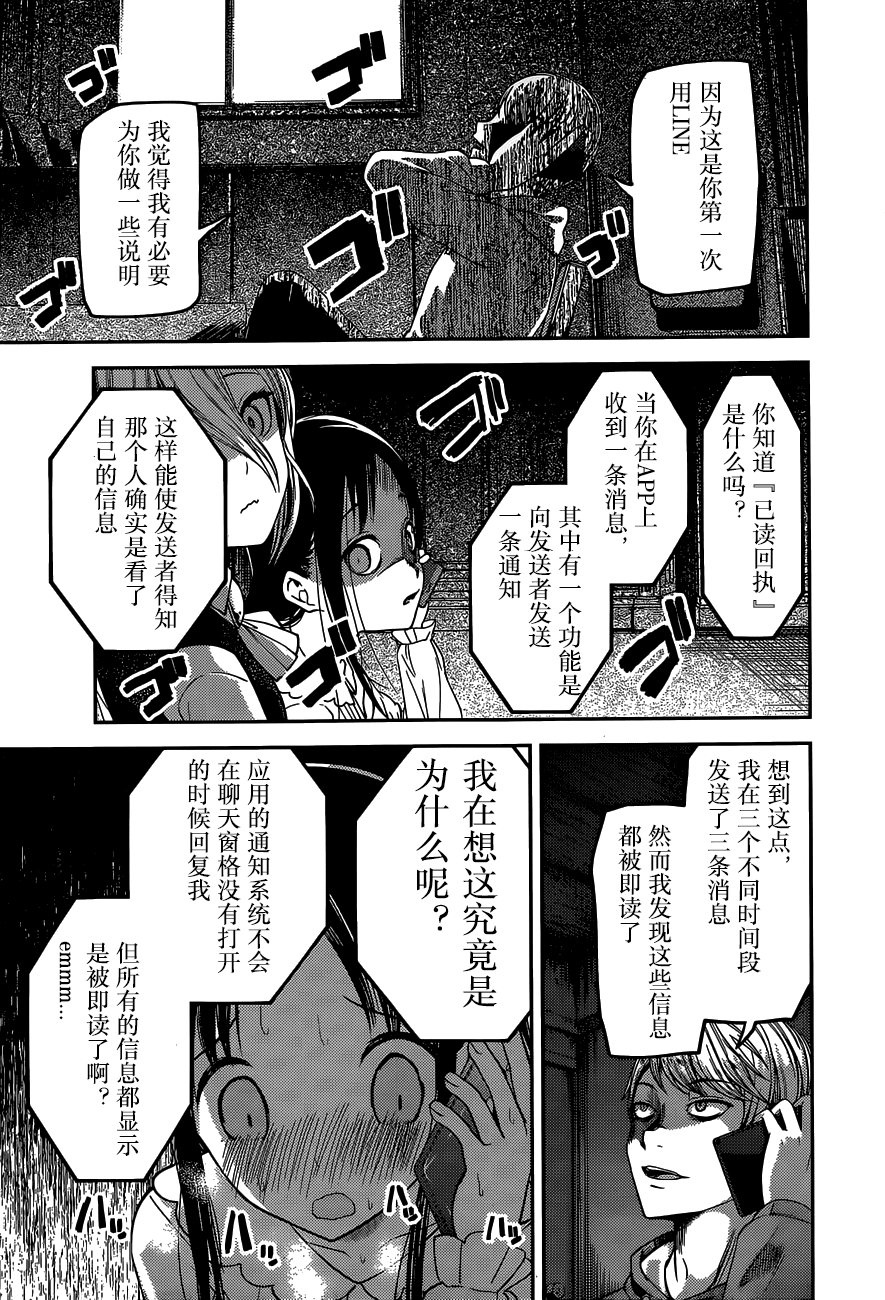 因为这是你第一次
用LINE
我觉得我有必要
为你做一些说明
ゴ
ゴ
ゴ
ゴ
ゴ
ゴ
你知道『已读回执』
是什么吗?
当你在APP上
收到一条消息,
其中有一个功能是
向发送者发送
一条通知
这样能使发送者得知
那个人确实是看了
自己的信息
ゴ
ゴ
ゴ
想到这点,
我在三个不同时间段
发送了三条消息
然而我发现这些信息
都被即读了
我在想这究竟是
为什么呢?
应用的通知系统不会
在聊天窗格没有打开
的时候回复我
但所有的信息都显示
是被即读了啊?
emmm...
ハッ
ハッ
ハッ